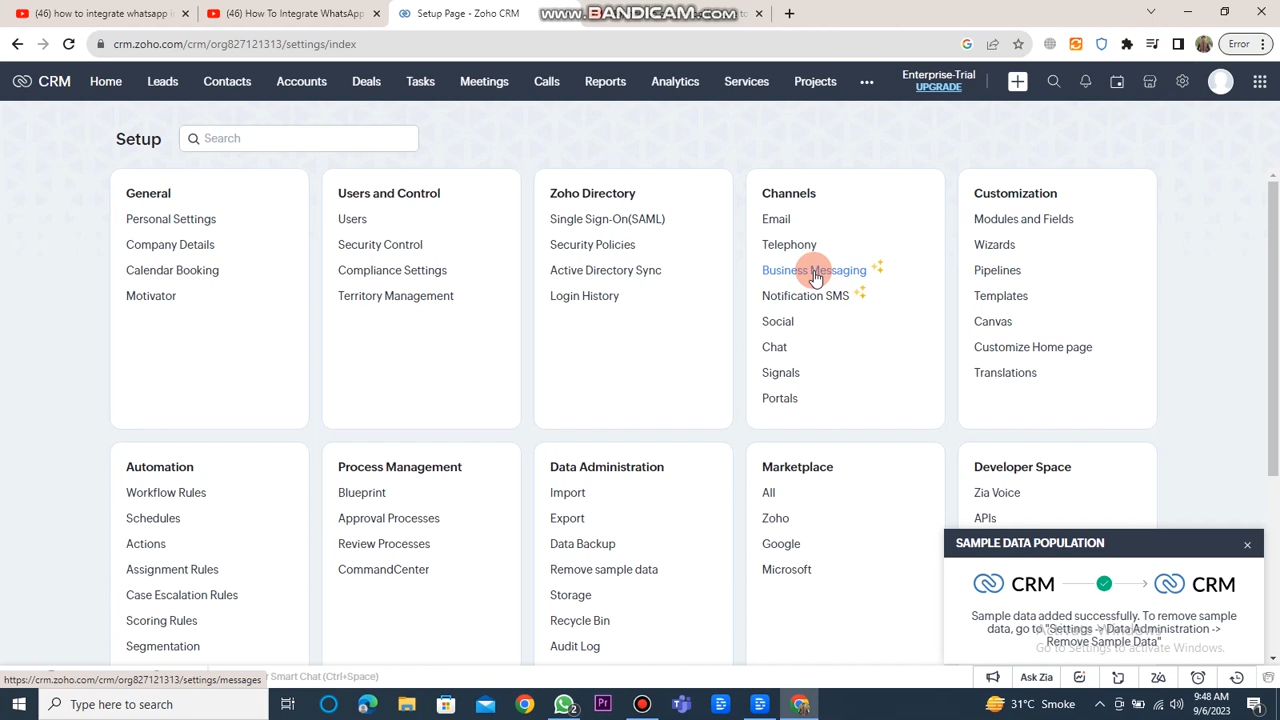 (46) how to integrate whatsapp i
(46) How To Integrate WhatsApp
Setup Page - Zoho CRM
www.BANDICAM.com
crm.zoho.com/crm/org827121313/settings/index
Error
CRM
Home
Leads
Contacts
Accounts
Deals
Tasks
Meetings
Calls
Reports
Analytics
Services
Projects
Enterprise-Trial
UPGRADE
Setup
Search
General
Personal Settings
Company Details
Calendar Booking
Motivator
Users and Control
Users
Security Control
Compliance Settings
Territory Management
Zoho Directory
Single Sign-On(SAML)
Security Policies
Active Directory Sync
Login History
Channels
Email
Telephony
Business Messaging
Notification SMS
Social
Chat
Signals
Portals
Customization
Modules and Fields
Wizards
Pipelines
Templates
Canvas
Customize Home page
Translations
Automation
Workflow Rules
Schedules
Actions
Assignment Rules
Case Escalation Rules
Scoring Rules
Segmentation
Process Management
Blueprint
Approval Processes
Review Processes
CommandCenter
Data Administration
Import
Export
Data Backup
Remove sample data
Storage
Recycle Bin
Audit Log
Marketplace
All
Zoho
Google
Microsoft
Developer Space
Zia Voice
APIs
SAMPLE DATA POPULATION
CRM
CRM
Sample data added successfully. To remove sample
data, go to "Settings -> Data Administration ->
Remove Sample Data"
Activate Windows
Go to Settings to activate Windows.
https://crm.zoho.com/crm/org827121313/settings/messages
r Smart Chat (Ctrl+Space)
Ask Zia
Type here to search
2
31°C Smoke
9:48 AM
9/6/2023